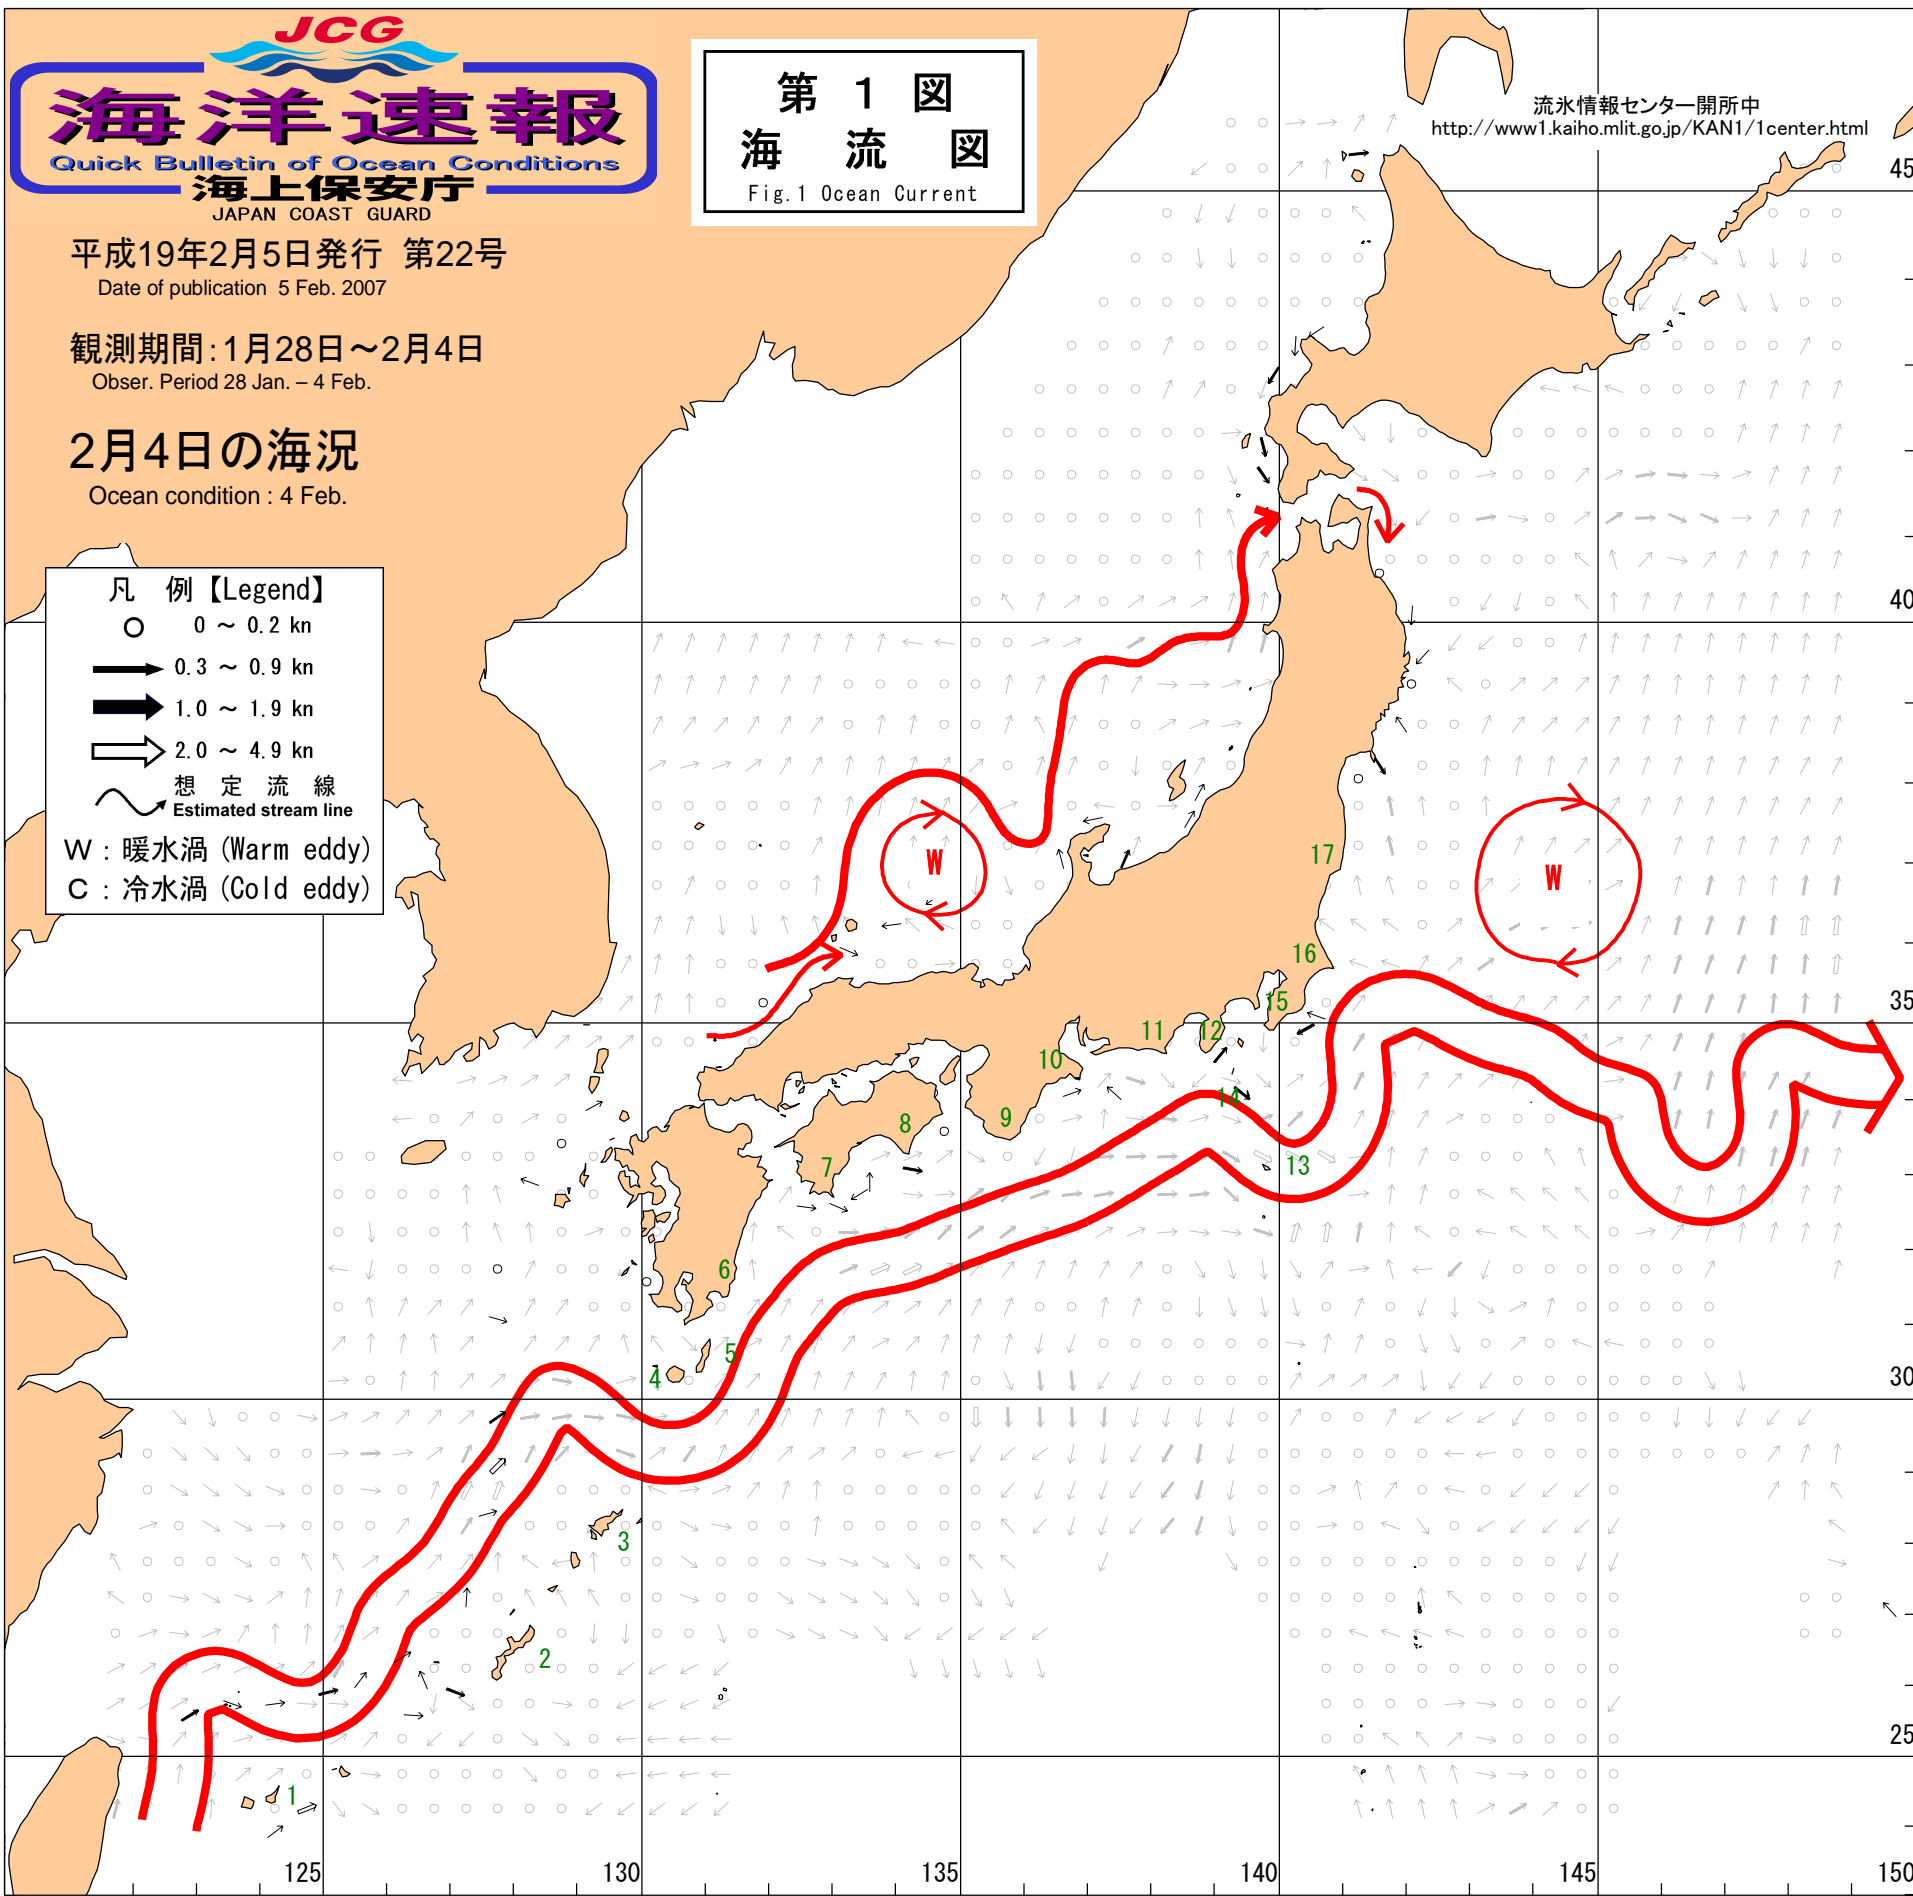 JCG
海洋速報
Quick Bulletin of Ocean Conditions
海上保安庁
JAPAN COAST GUARD
平成19年2月5日発行 第22号
Date of publication 5 Feb. 2007
観測期間:1月28日~2月4日
Obser. Period 28 Jan. – 4 Feb.
2月4日の海況
Ocean condition : 4 Feb.
第 1 図
海 流 図
Fig.1 Ocean Current
流氷情報センター開所中
http://www1.kaiho.mlit.go.jp/KAN1/1center.html
凡 例【Legend】
0 ~ 0.2 kn
0.3 ~ 0.9 kn
1.0 ~ 1.9 kn
2.0 ~ 4.9 kn
想 定 流 線
Estimated stream line
W : 暖水渦 (Warm eddy)
C : 冷水渦 (Cold eddy)
45
40
W
W
17
16
35
15
12
11
10
14
9
8
13
7
6
5
4
30
3
2
25
1
125
130
135
140
145
150